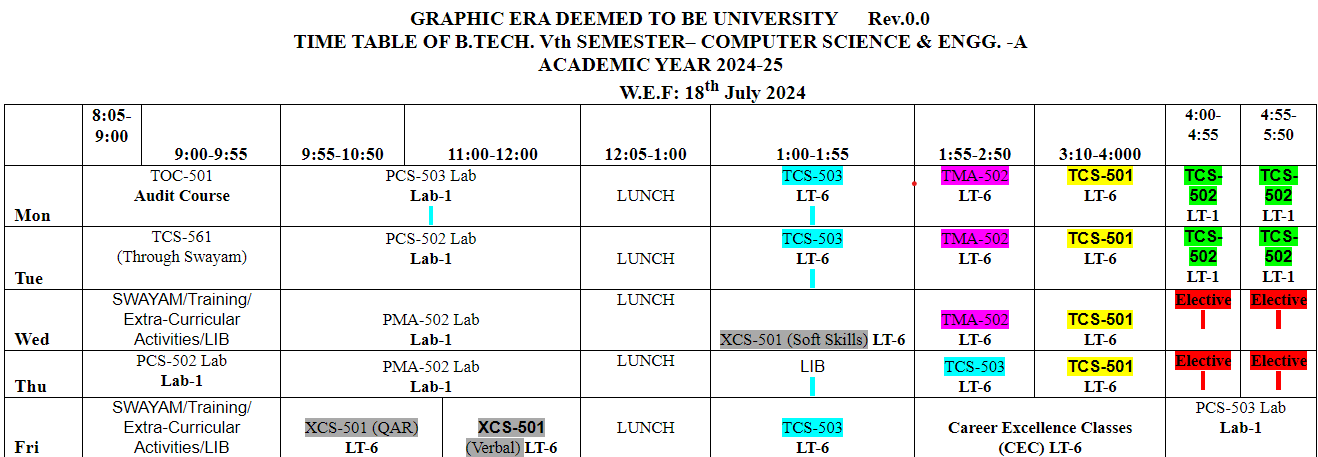 GRAPHIC ERA DEEMED TO BE UNIVERSITY Rev.0.0
TIME TABLE OF B.TECH. Vth SEMESTER– COMPUTER SCIENCE & ENGG. -A
ACADEMIC YEAR 2024-25
W.E.F: 18th July 2024
8:05-
9:00
9:00-9:55
9:55-10:50
11:00-12:00
12:05-1:00
1:00-1:55
1:55-2:50
3:10-4:000
4:00-
4:55
4:55-
5:50
Mon
TOC-501
Audit Course
PCS-503 Lab
Lab-1
LUNCH
TCS-503
LT-6
TMA-502
LT-6
TCS-501
LT-6
TCS-
502
LT-1
TCS-
502
LT-1
Tue
TCS-561
(Through Swayam)
PCS-502 Lab
Lab-1
LUNCH
TCS-503
LT-6
TMA-502
LT-6
TCS-501
LT-6
TCS-
502
LT-1
TCS-
502
LT-1
Wed
SWAYAM/Training/
Extra-Curricular
Activities/LIB
PMA-502 Lab
Lab-1
LUNCH
XCS-501 (Soft Skills) LT-6
TMA-502
LT-6
TCS-501
LT-6
Elective
Elective
Thu
PCS-502 Lab
Lab-1
PMA-502 Lab
Lab-1
LUNCH
LIB
TCS-503
LT-6
TCS-501
LT-6
Elective
Elective
Fri
SWAYAM/Training/
Extra-Curricular
Activities/LIB
XCS-501 (QAR)
LT-6
XCS-501
(Verbal) LT-6
LUNCH
TCS-503
LT-6
Career Excellence Classes
(CEC) LT-6
PCS-503 Lab
Lab-1